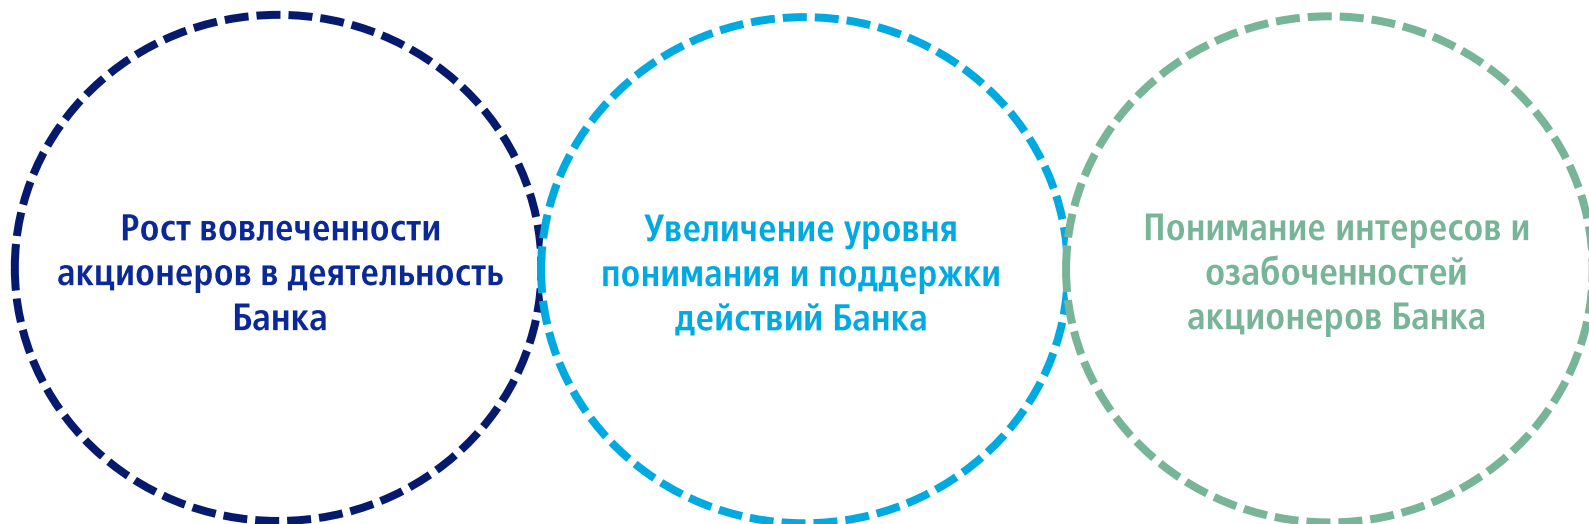 Рост вовлеченности
акционеров в деятельность
Банка
Увеличение уровня
понимания и поддержки
действий Банка
Понимание интересов и
озабоченностей
акционеров Банка